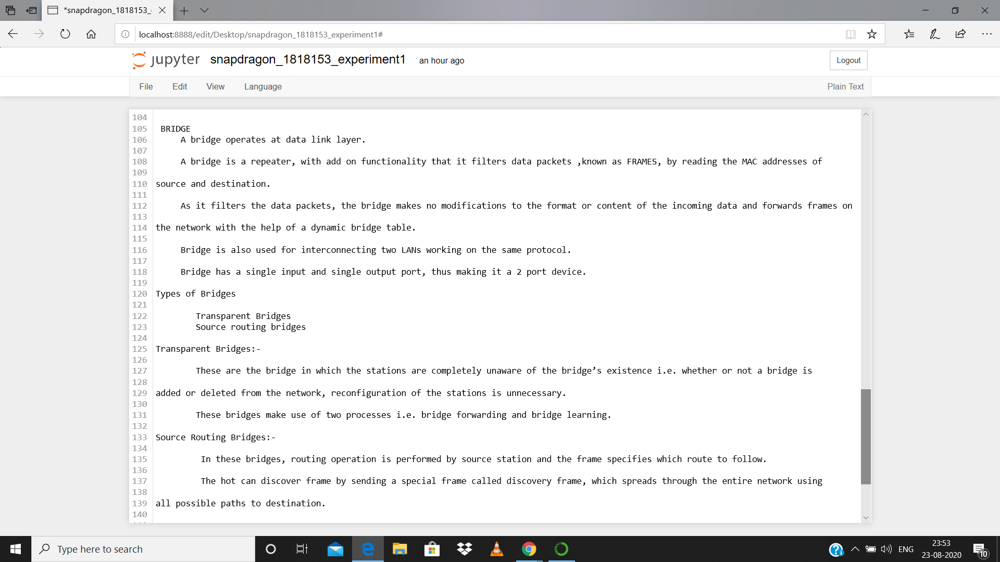 *snapdragon_1818153_
localhost:8888/edit/Desktop/snapdragon_1818153_experiment1#
jupyter snapdragon_1818153_experiment1 an hour ago Logout
File Edit View Language Plain Text
104
105 BRIDGE
106 A bridge operates at data link layer.
107
108 A bridge is a repeater, with add on functionality that it filters data packets ,known as FRAMES, by reading the MAC addresses of
109
110 source and destination.
111
112 As it filters the data packets, the bridge makes no modifications to the format or content of the incoming data and forwards frames on
113
114 the network with the help of a dynamic bridge table.
115
116 Bridge is also used for interconnecting two LANs working on the same protocol.
117
118 Bridge has a single input and single output port, thus making it a 2 port device.
119
120 Types of Bridges
121
122 Transparent Bridges
123 Source routing bridges
124
125 Transparent Bridges:-
126
127 These are the bridge in which the stations are completely unaware of the bridge’s existence i.e. whether or not a bridge is
128
129 added or deleted from the network, reconfiguration of the stations is unnecessary.
130
131 These bridges make use of two processes i.e. bridge forwarding and bridge learning.
132
133 Source Routing Bridges:-
134
135 In these bridges, routing operation is performed by source station and the frame specifies which route to follow.
136
137 The hot can discover frame by sending a special frame called discovery frame, which spreads through the entire network using
138
139 all possible paths to destination.
140
Type here to search
ENG
23:53
23-08-2020
10